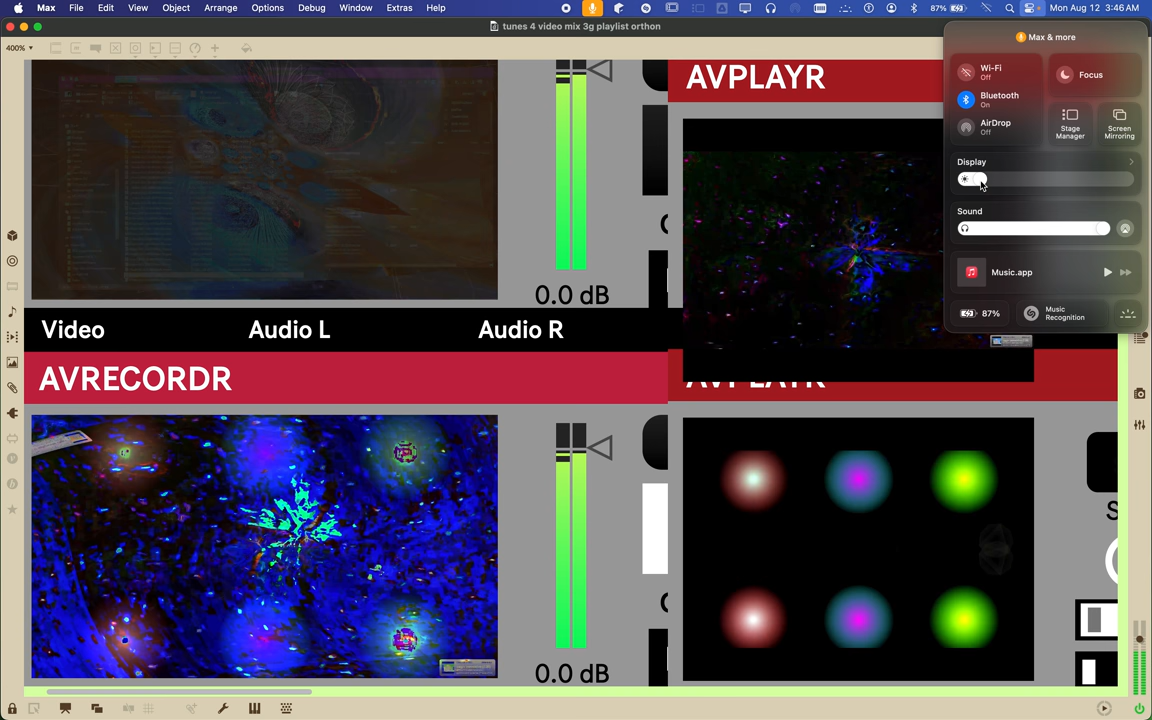 Max File Edit View Object Arrange Options Debug Window Extras Help 87% Mon Aug 12 3:46 AM
tunes 4 video mix 3g playlist orthon
400%
Max & more
Wi-Fi
Off
Bluetooth
On
AirDrop
Off
Focus
Stage
Manager
Screen
Mirroring
Display
Sound
Music.app
87%
Music
Recognition
0.0 dB
Video Audio L Audio R
AVRECORDR
0.0 dB
AVPLAYR
AVPLAYR
S